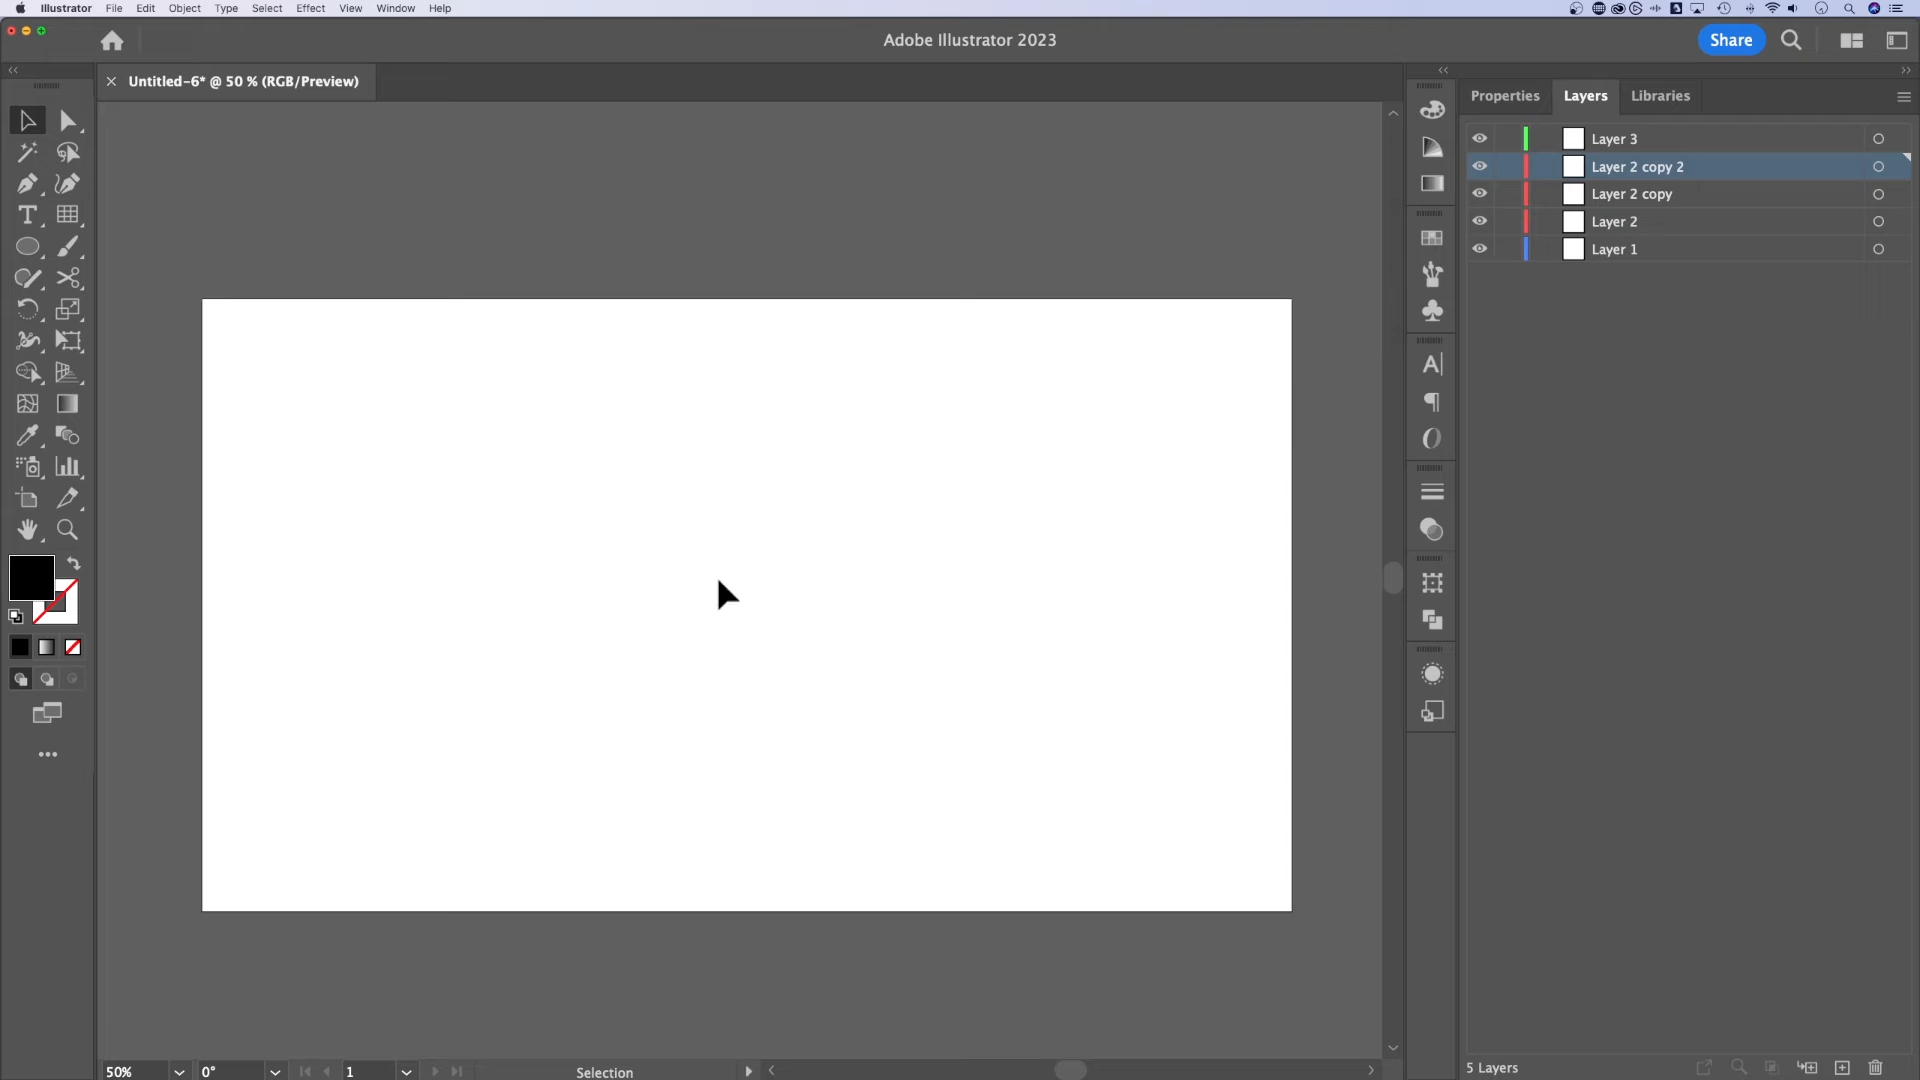 Illustrator File Edit Object Type Select Effect View Window Help
Adobe Illustrator 2023
Share
Untitled-6* @ 50 % (RGB/Preview)
Properties Layers Libraries
Layer 3
Layer 2 copy 2
Layer 2 copy
Layer 2
Layer 1
50% 0° 1 Selection
5 Layers